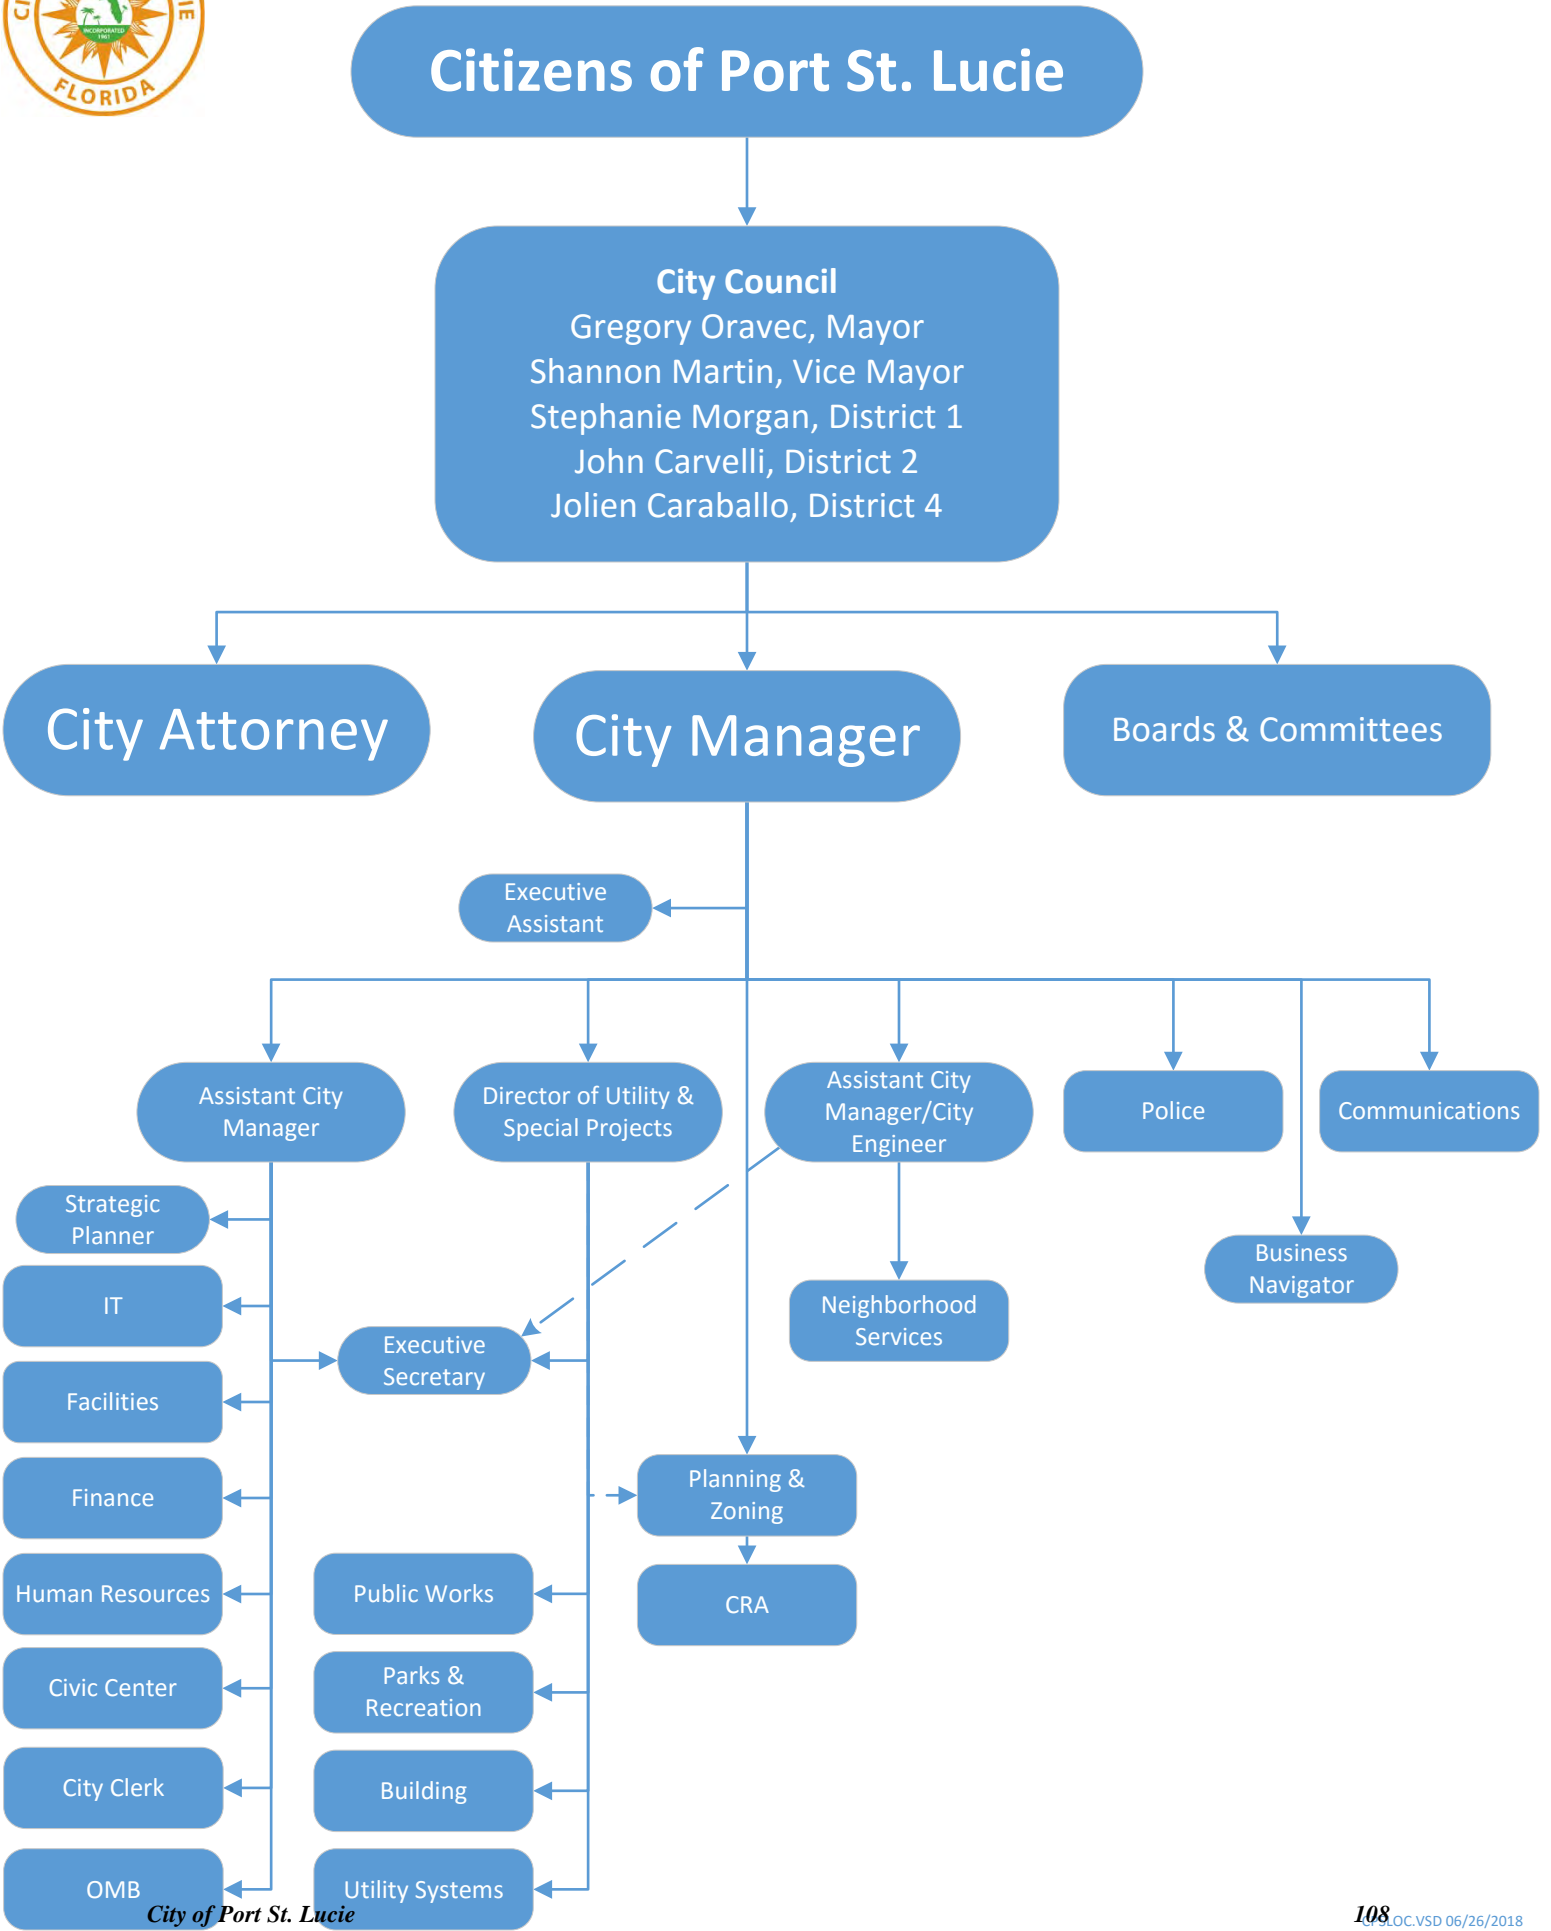 INCORPORATED
1961
FLORIDA
Citizens of Port St. Lucie
City Council
Gregory Oravec, Mayor
Shannon Martin, Vice Mayor
Stephanie Morgan, District 1
John Carvelli, District 2
Jolien Caraballo, District 4
City Attorney
City Manager
Boards & Committees
Executive
Assistant
Assistant City
Manager
Director of Utility &
Special Projects
Assistant City
Manager/City
Engineer
Police
Communications
Strategic
Planner
IT
Facilities
Finance
Human Resources
Civic Center
City Clerk
OMB
Executive
Secretary
Neighborhood
Services
Business
Navigator
Planning &
Zoning
CRA
Public Works
Parks &
Recreation
Building
Utility Systems
City of Port St. Lucie
108
06/26/2018